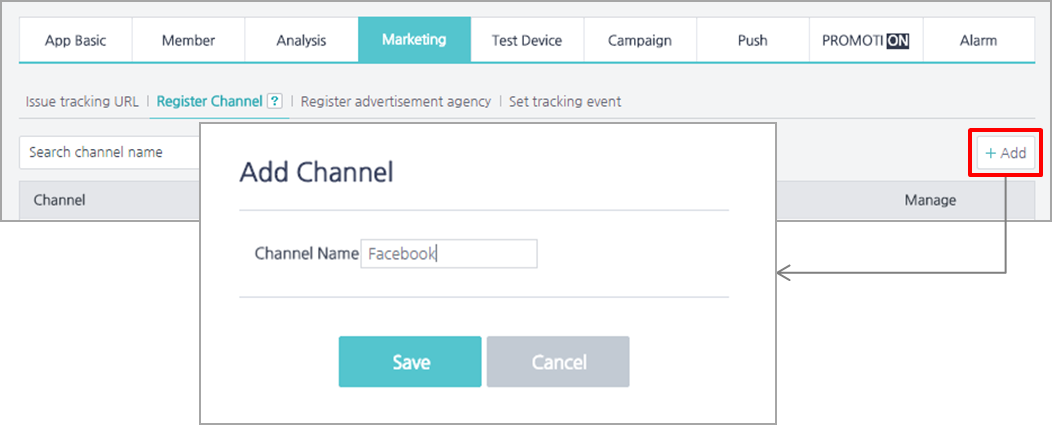 App Basic Member Analysis Marketing Test Device Campaign Push PROMOTION Alarm
Issue tracking URL | Register Channel ? | Register advertisement agency | Set tracking event
Search channel name + Add
Channel Manage
Add Channel
Channel Name Facebook
Save Cancel